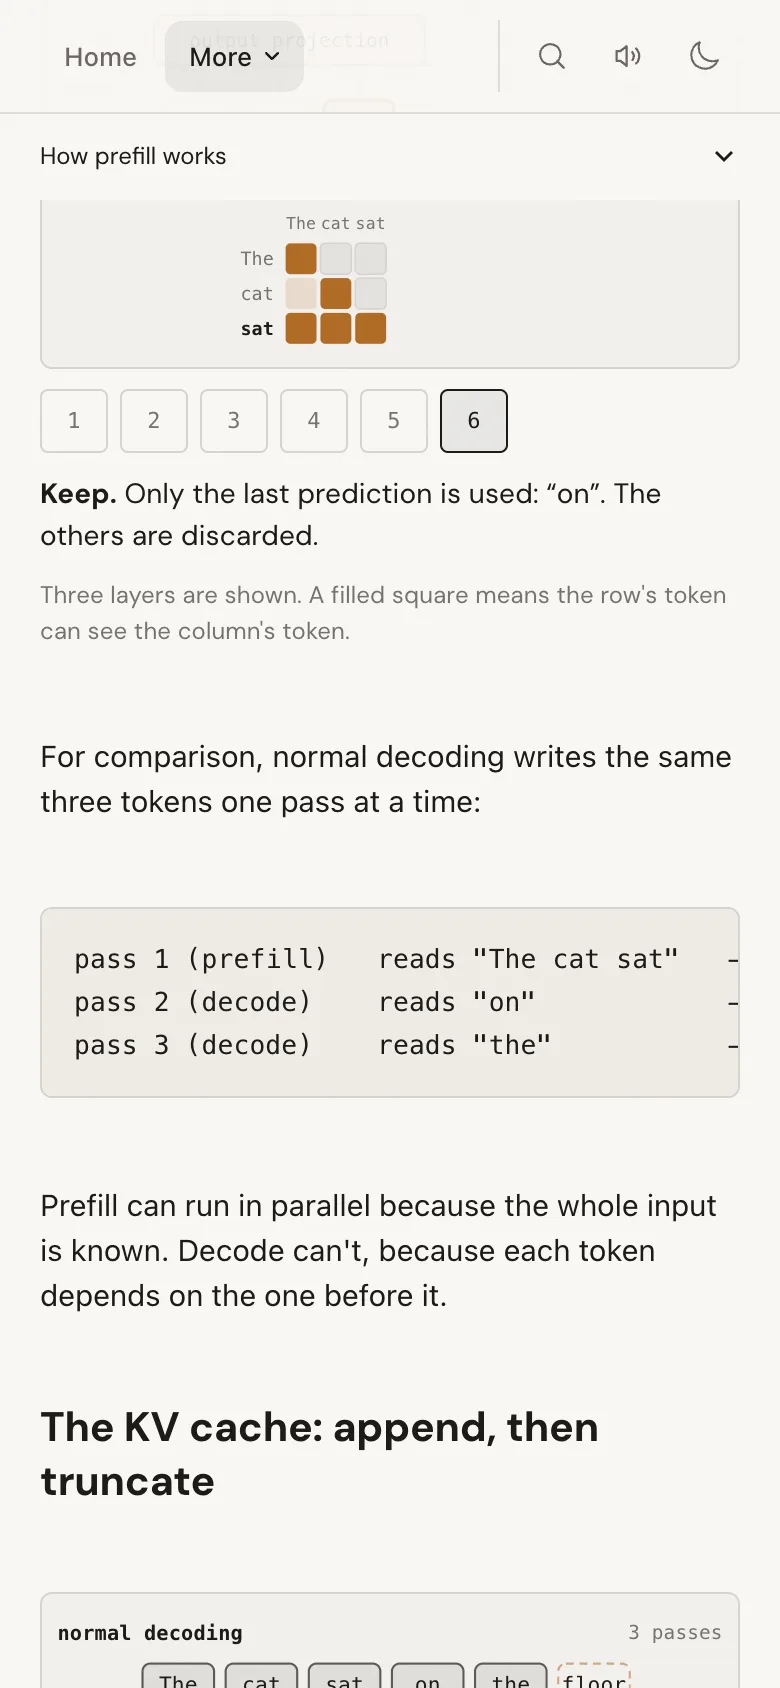 output projection
Home
More
How prefill works
The cat sat
The
cat
sat
1 2 3 4 5 6
Keep. Only the last prediction is used: “on”. The
others are discarded.
Three layers are shown. A filled square means the row's token
can see the column's token.
For comparison, normal decoding writes the same
three tokens one pass at a time:
pass 1 (prefill) reads "The cat sat" -
pass 2 (decode) reads "on" -
pass 3 (decode) reads "the" -
Prefill can run in parallel because the whole input
is known. Decode can't, because each token
depends on the one before it.
The KV cache: append, then
truncate
normal decoding 3 passes
The cat sat on the floor